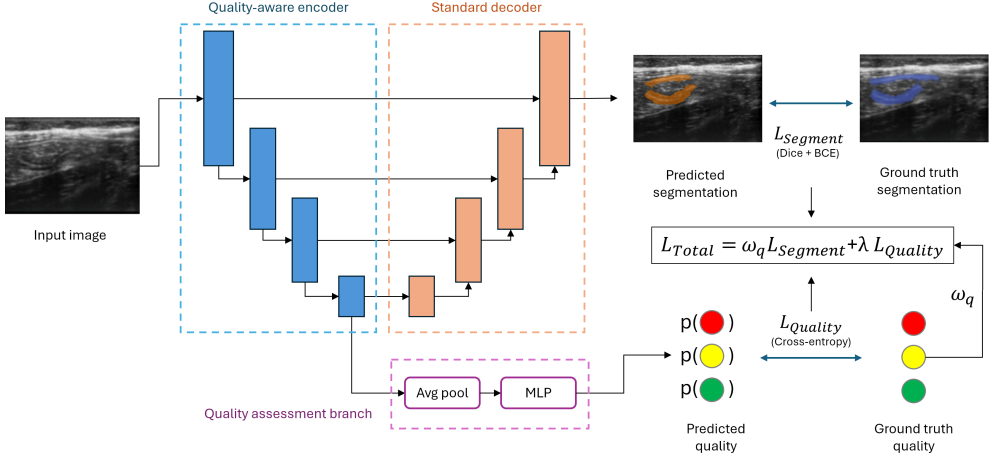 Quality-aware encoder
Standard decoder
Input image
Predicted
segmentation
L_Segment
(Dice + BCE)
Ground truth
segmentation
L_Total = ω_q L_Segment+λ L_Quality
ω_q
p( )
p( )
p( )
L_Quality
(Cross-entropy)
Avg pool
MLP
Quality assessment branch
Predicted
quality
Ground truth
quality